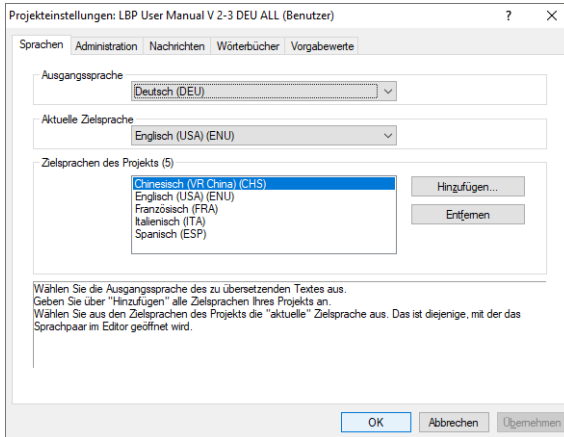 Projekteinstellungen: LBP User Manual V 2-3 DEU ALL (Benutzer)
Sprachen Administration Nachrichten Wörterbücher Vorgabewerte
Ausgangssprache
Deutsch (DEU)
Aktuelle Zielsprache
Englisch (USA) (ENU)
Zielsprachen des Projekts (5)
Chinesisch (VR China) (CHS)
Englisch (USA) (ENU)
Französisch (FRA)
Italienisch (ITA)
Spanisch (ESP)
Hinzufügen...
Entfernen
Wählen Sie die Ausgangssprache des zu übersetzenden Textes aus.
Geben Sie über "Hinzufügen" alle Zielsprachen Ihres Projekts an.
Wählen Sie aus den Zielsprachen des Projekts die "aktuelle" Zielsprache aus. Das ist diejenige, mit der das
Sprachpaar im Editor geöffnet wird.
OK Abbrechen Übernehmen